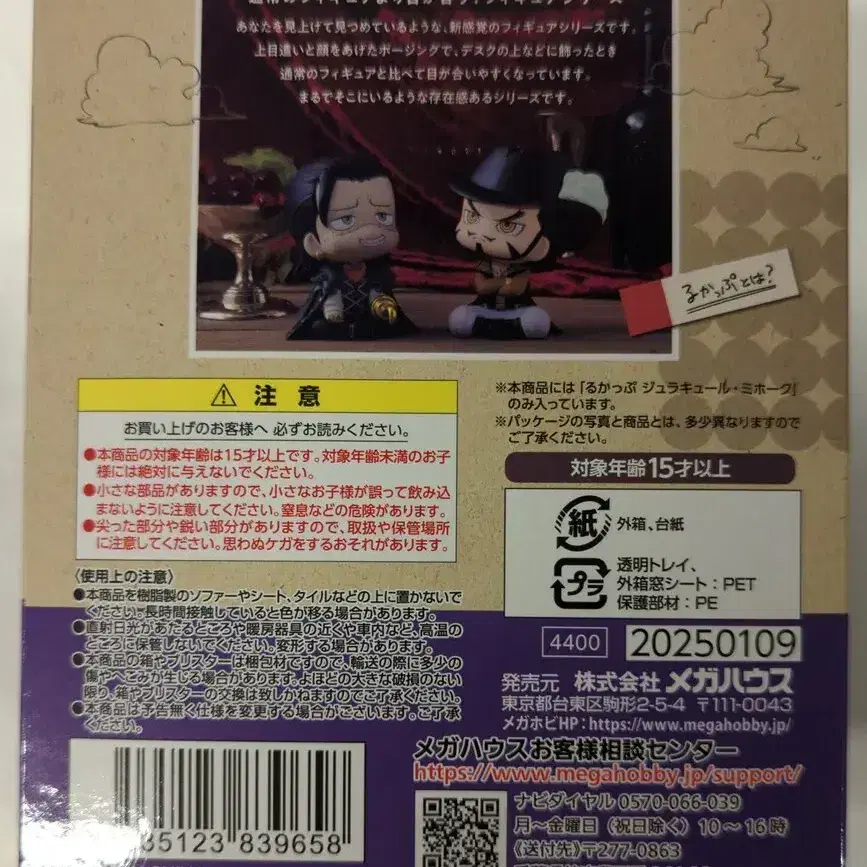 あなたを見上げて見つめているような、新感覚のフィギュアシリーズです。
上目遣いと顔をあげたポージングで、デスクの上などに飾ったとき
通常のフィギュアと比べて目が合いやすくなっています。
まるでそこにいるような存在感あるシリーズです。
るかっぷとは?
注意
お買い上げのお客様へ 必ずお読みください。
●本商品の対象年齢は15才以上です。対象年齢未満のお子
様には絶対に与えないでください。
●小さな部品がありますので、小さなお子様が誤って飲み込
まないように注意してください。窒息などの危険があります。
●尖った部分や鋭い部分がありますので、取扱や保管場所
に注意してください。思わぬケガをするおそれがあります。
〈使用上の注意〉
●本商品を樹脂製のソファーやシート、タイルなどの上に置かないで
ください。長時間接触していると色が移る場合があります。
●直射日光があたるところや暖房器具の近くや車内など、高温の
ところに保管しないでください。変形する場合があります。
●本商品の箱やブリスターは梱包材ですので、輸送の際に多少の
傷やへこみが生じる場合があります。よほどの大きな破損のない
限り、箱やブリスターの交換は致しかねますのでご了承ください。
●本商品は予告無く仕様を変更する場合がございます。ご了承
ください。
※本商品には「るかっぷ ジュラキュール・ミホーク」
のみ入っています。
※パッケージの写真と商品とは、多少異なりますので
ご了承ください。
対象年齢15才以上
紙
外箱、台紙
プラ
透明トレイ、
外箱窓シート:PET
保護部材:PE
4400
20250109
発売元 株式会社 メガハウス
東京都台東区駒形2-5-4 〒111-0043
メガホビHP:https://www.megahobby.jp/
メガハウスお客様相談センター
https://www.megahobby.jp/support/
ナビダイヤル 0570-066-039
月~金曜日(祝日除く)10~16時
〈送付先〉〒277-0863
35123 839658